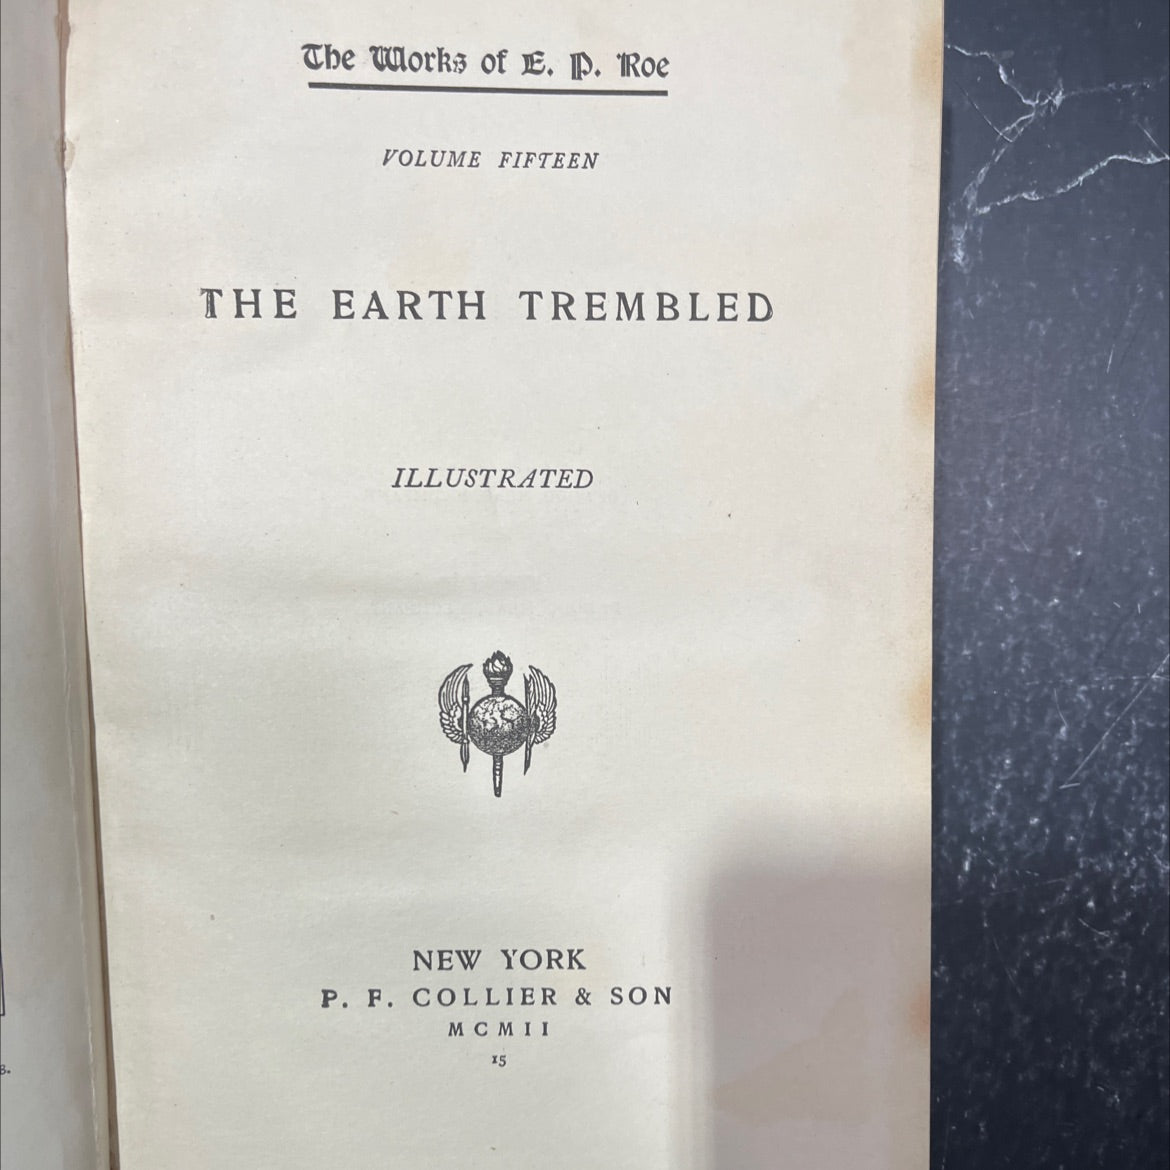 The Works of E. P. Roe
VOLUME FIFTEEN
THE EARTH TREMBLED
ILLUSTRATED
NEW YORK
P. F. COLLIER & SON
MCMII
15